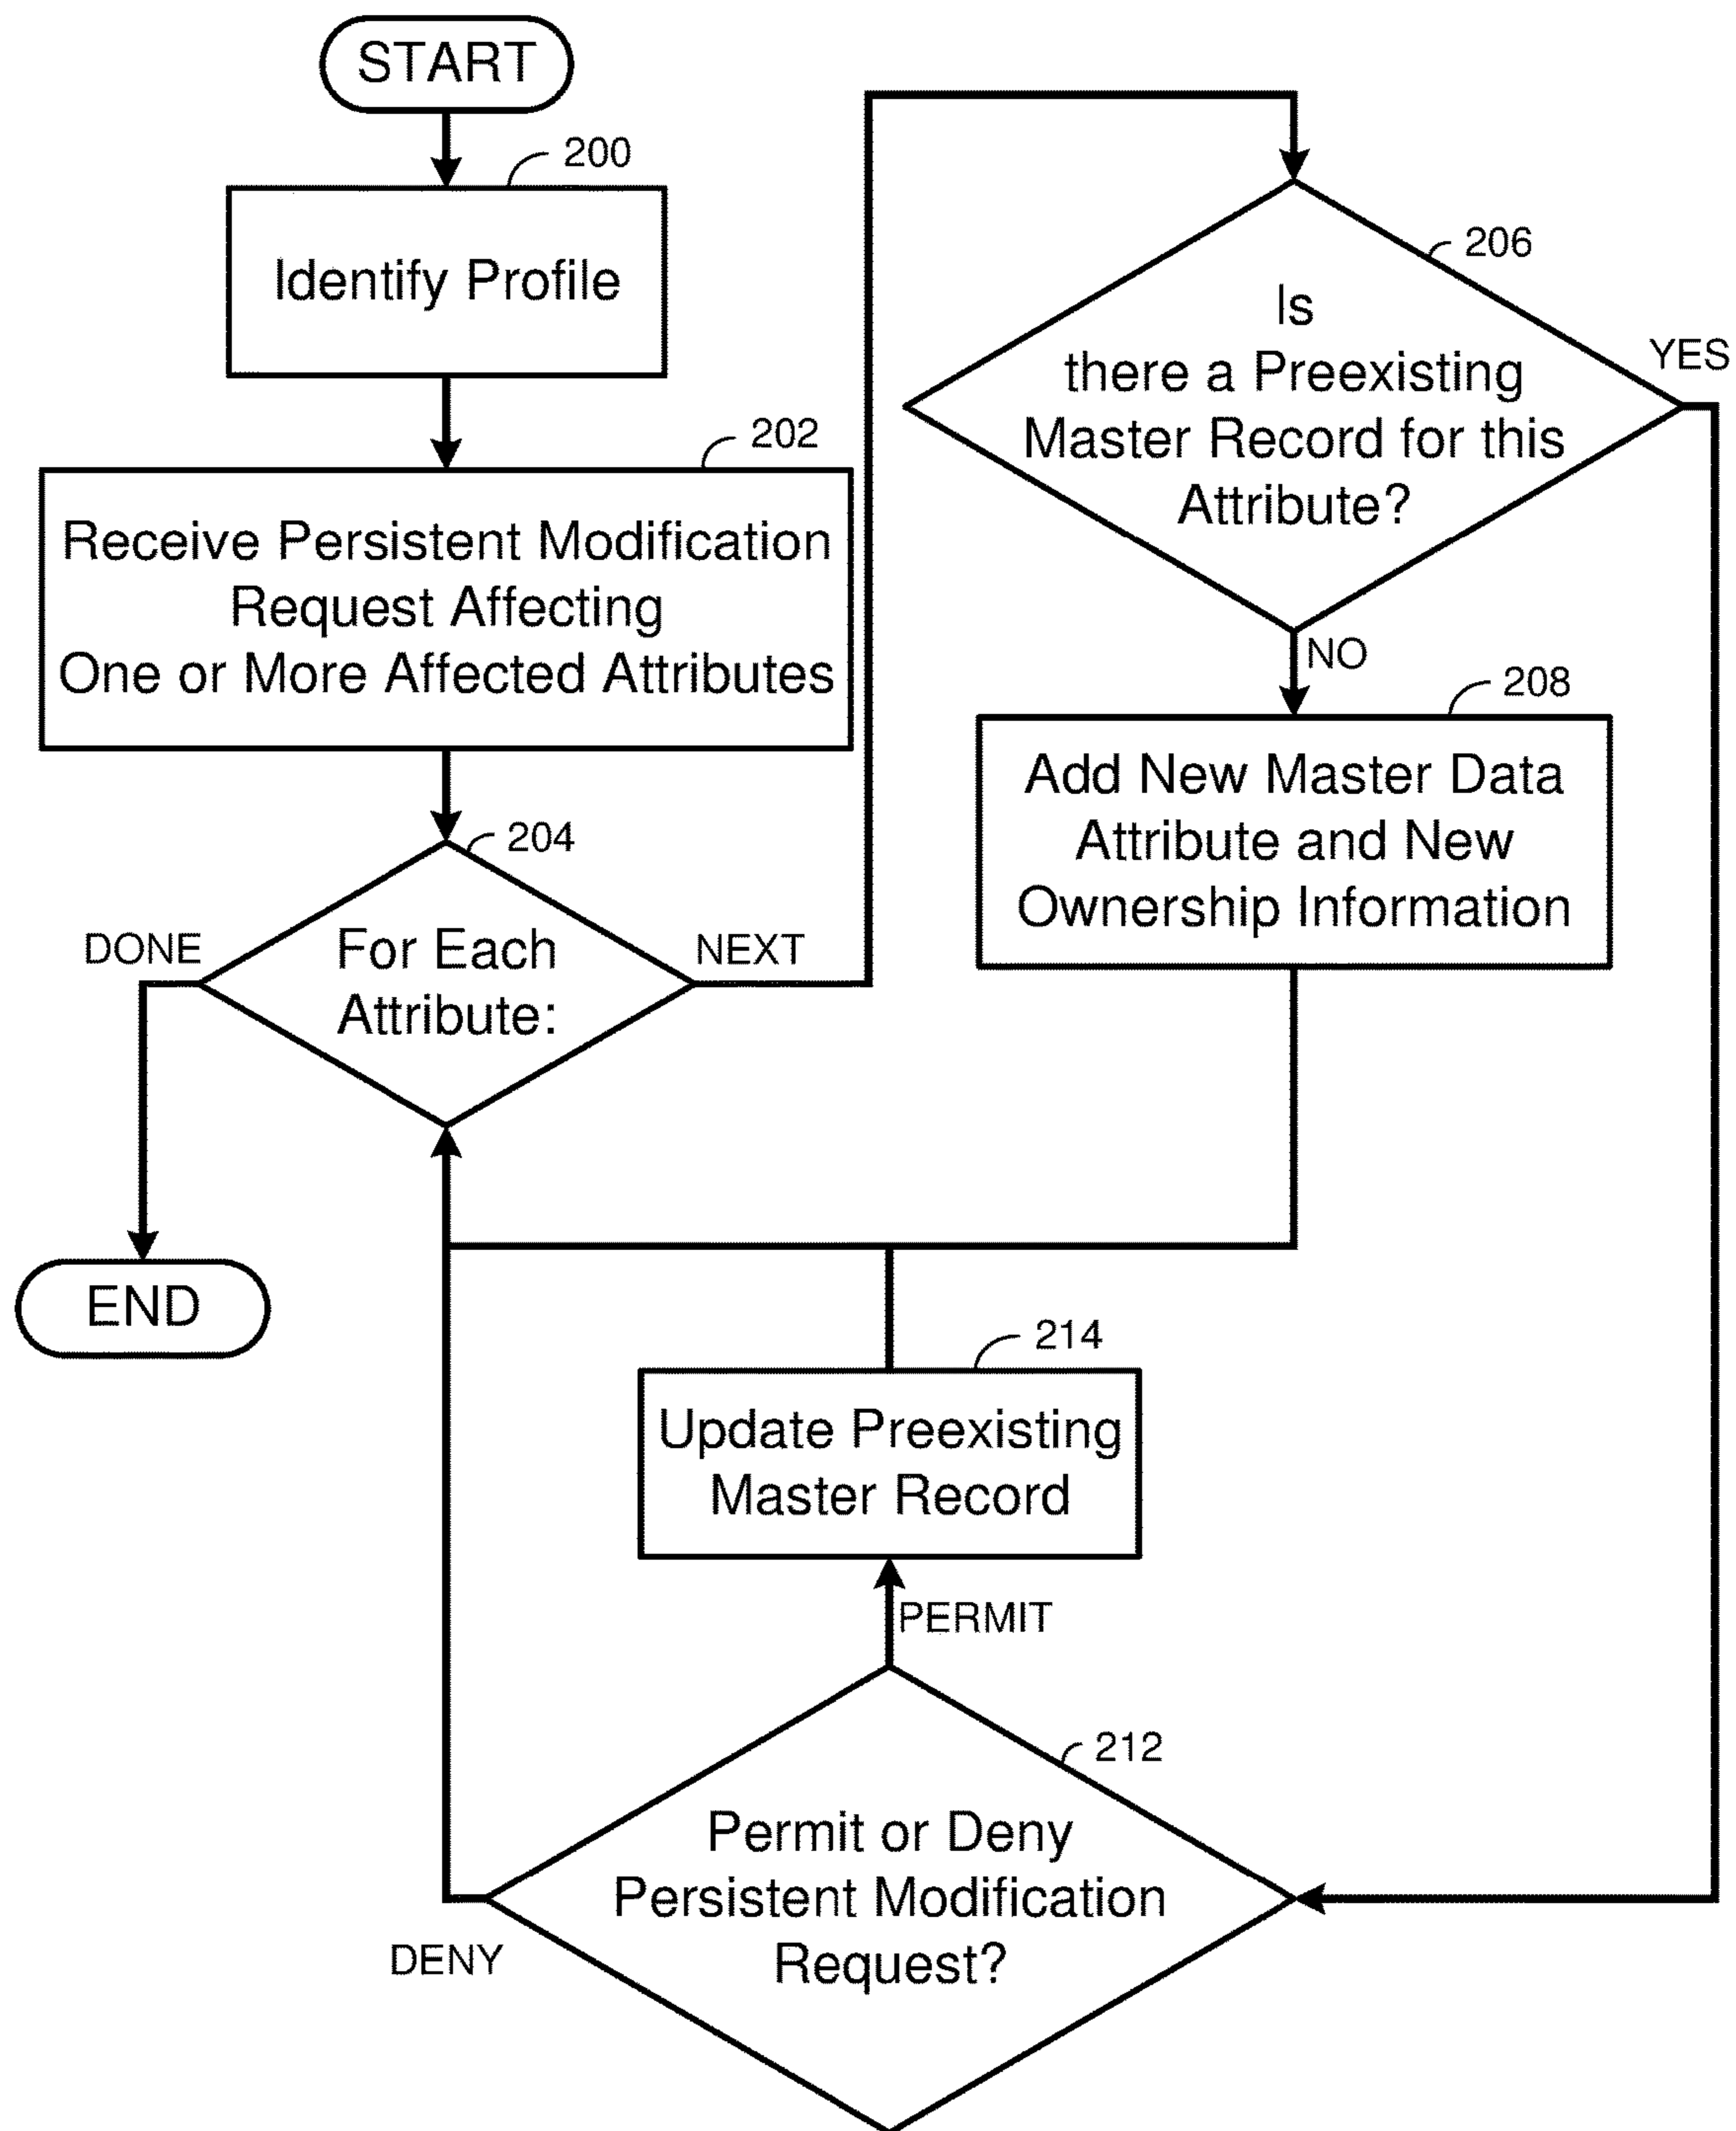 START
200
Identify Profile
202
Receive Persistent Modification
Request Affecting
One or More Affected Attributes
204
For Each
Attribute:
DONE
NEXT
END
206
Is
there a Preexisting
Master Record for this
Attribute?
YES
NO
208
Add New Master Data
Attribute and New
Ownership Information
214
Update Preexisting
Master Record
PERMIT
212
Permit or Deny
Persistent Modification
Request?
DENY